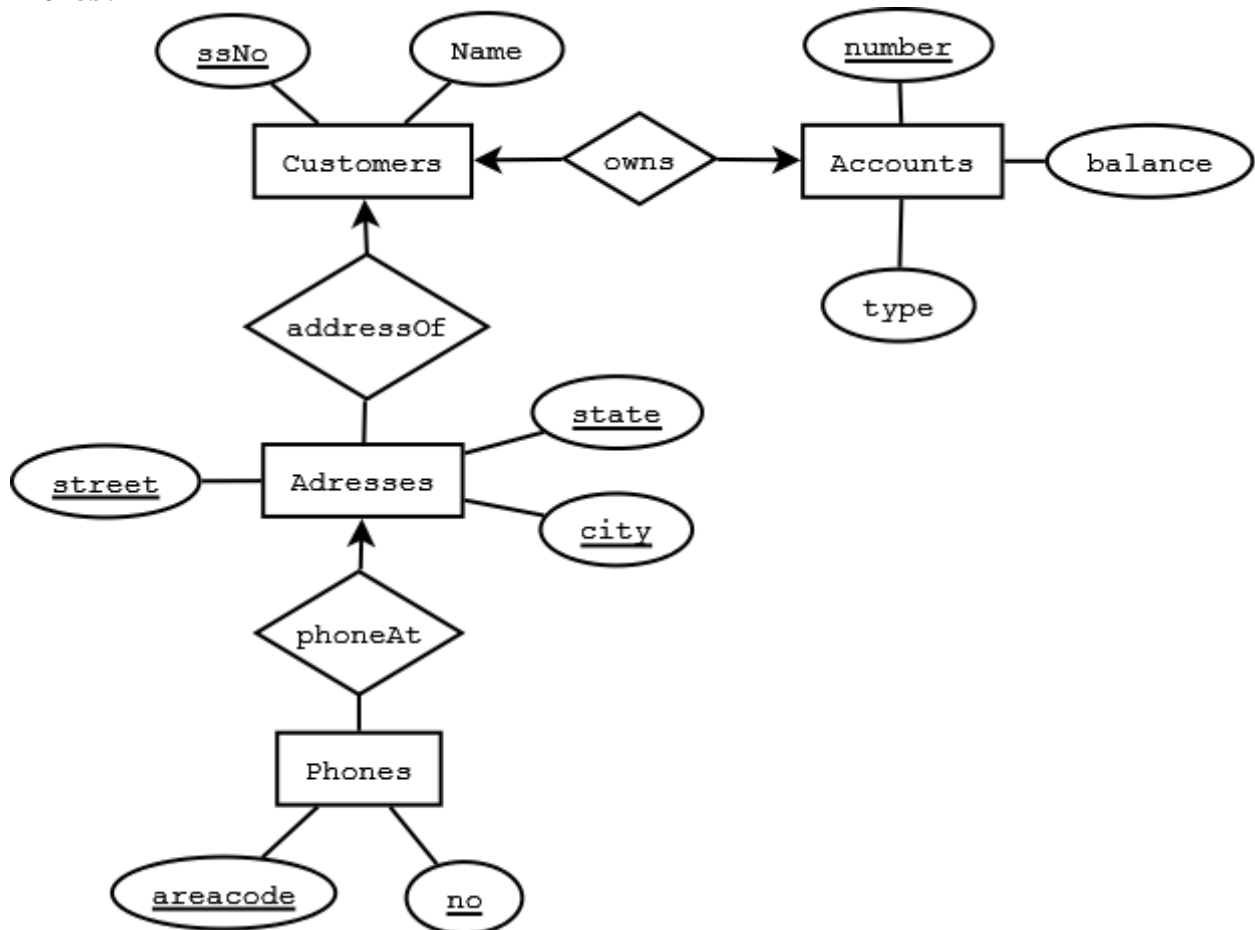 ssNo
Name
number
Customers
owns
Accounts
balance
type
addressOf
state
street
Adresses
city
phoneAt
Phones
areacode
no